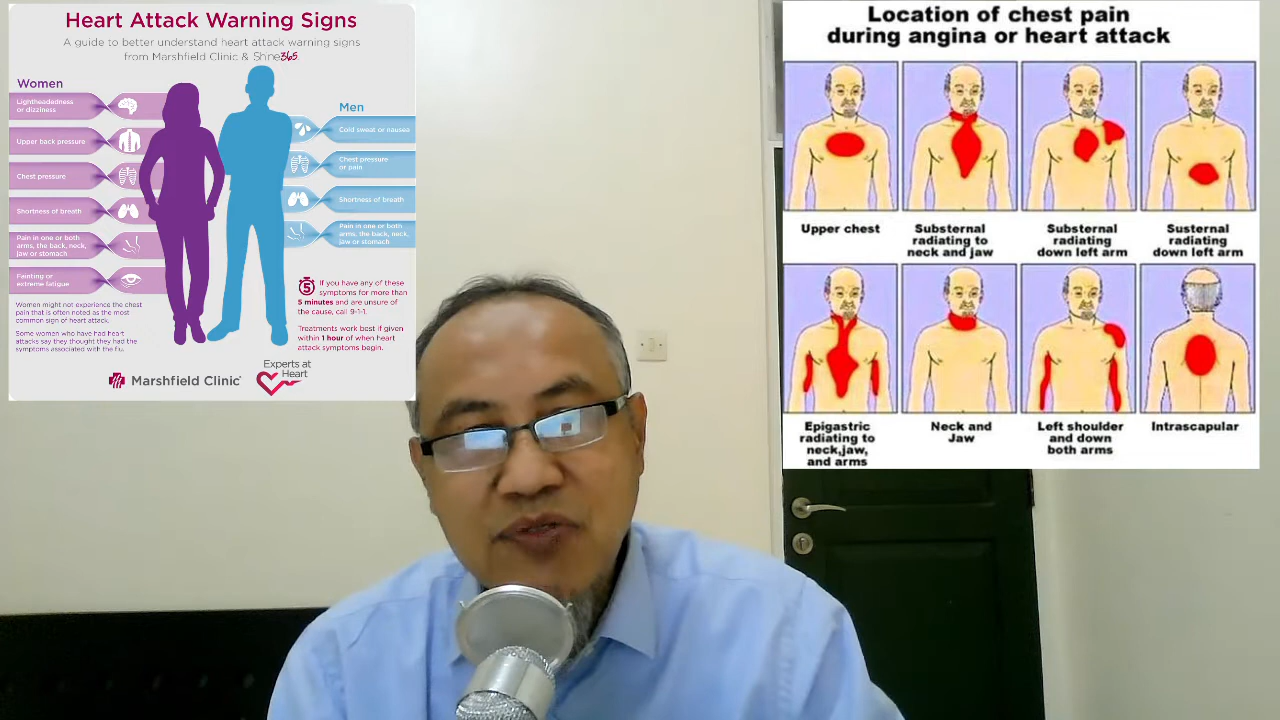 Heart Attack Warning Signs
A guide to better understand heart attack warning signs
from Marshfield Clinic & Shine365
Women
Lightheadedness
or dizziness
Upper back pressure
Chest pressure
Shortness of breath
Pain in one or both
arms, the back, neck,
jaw or stomach
Fainting or
extreme fatigue
Women might not experience the chest
pain that is often noted as the most
common sign of heart attack.
Some women who have had heart
attacks say they thought they had the
symptoms associated with the flu.
Men
Cold sweat or nausea
Chest pressure
or pain
Shortness of breath
Pain in one or both
arms, the back, neck,
jaw or stomach
5
If you have any of these
symptoms for more than
5 minutes and are unsure of
the cause, call 9-1-1.
Treatments work best if given
within 1 hour of when heart
attack symptoms begin.
Marshfield Clinic
Experts at
Heart
Location of chest pain
during angina or heart attack
Upper chest
Substernal
radiating to
neck and jaw
Substernal
radiating
down left arm
Susternal
radiating
down left arm
Epigastric
radiating to
neck,jaw,
and arms
Neck and
Jaw
Left shoulder
and down
both arms
Intrascapular